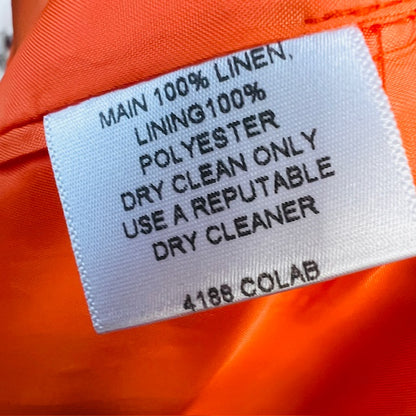 MAIN 100% LINEN,
LINING100%
POLYESTER
DRY CLEAN ONLY
USE A REPUTABLE
DRY CLEANER
4188 COLAB